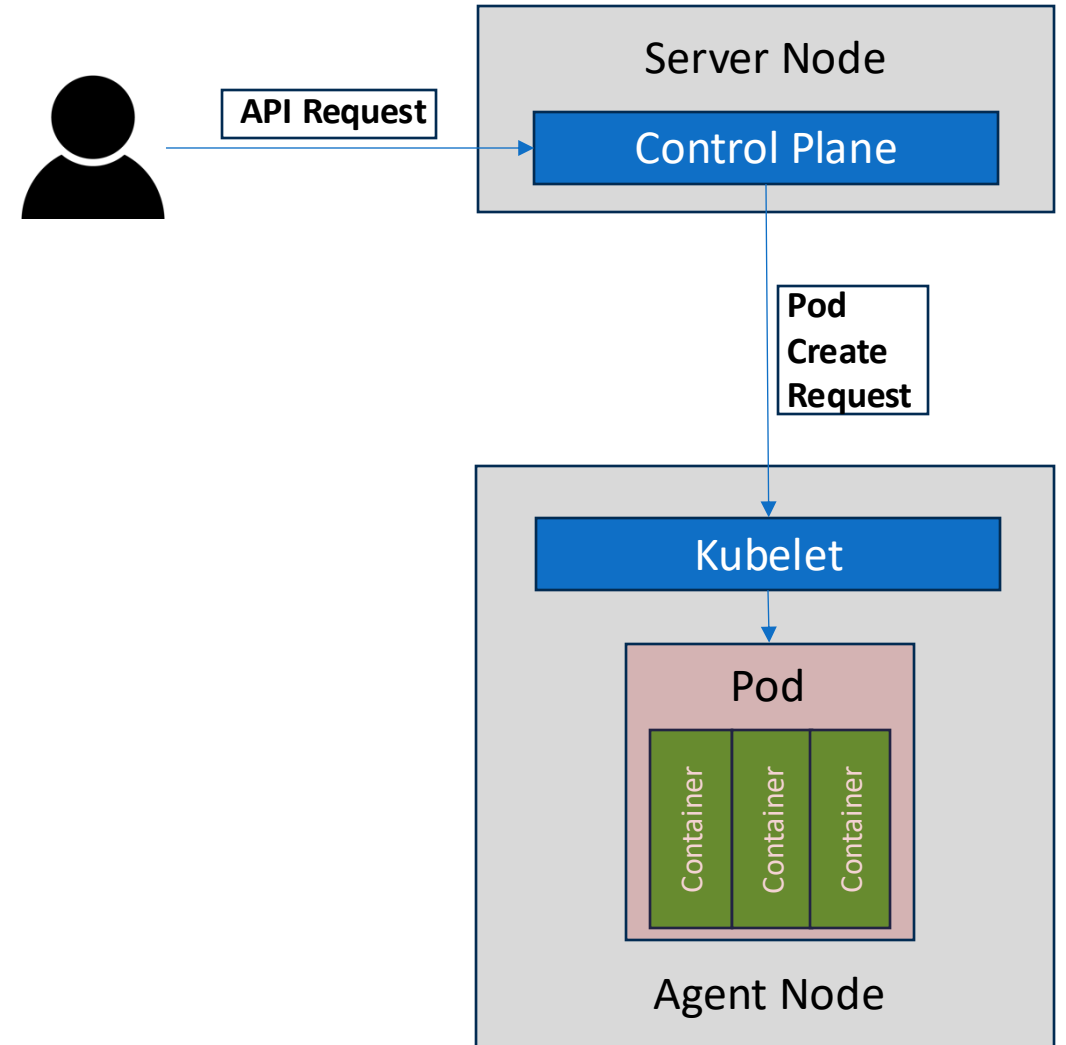 Server Node
API Request
Control Plane
Pod
Create
Request
Kubelet
Pod
Container
Container
Container
Agent Node